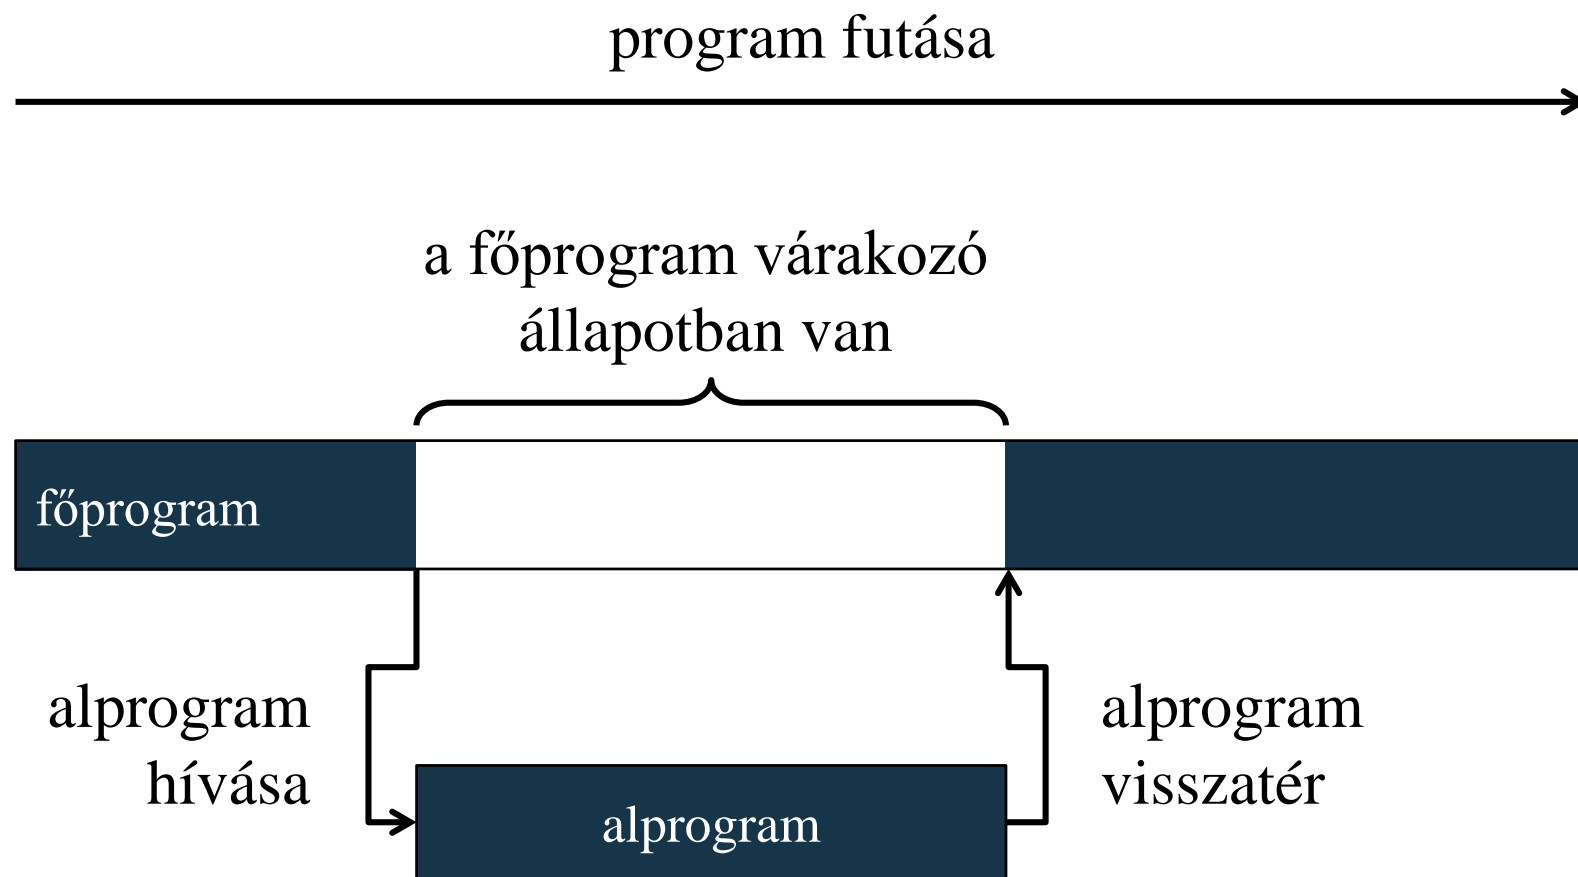 program futása
a főprogram várakozó
állapotban van
főprogram
alprogram
hívása
alprogram
alprogram
visszatér